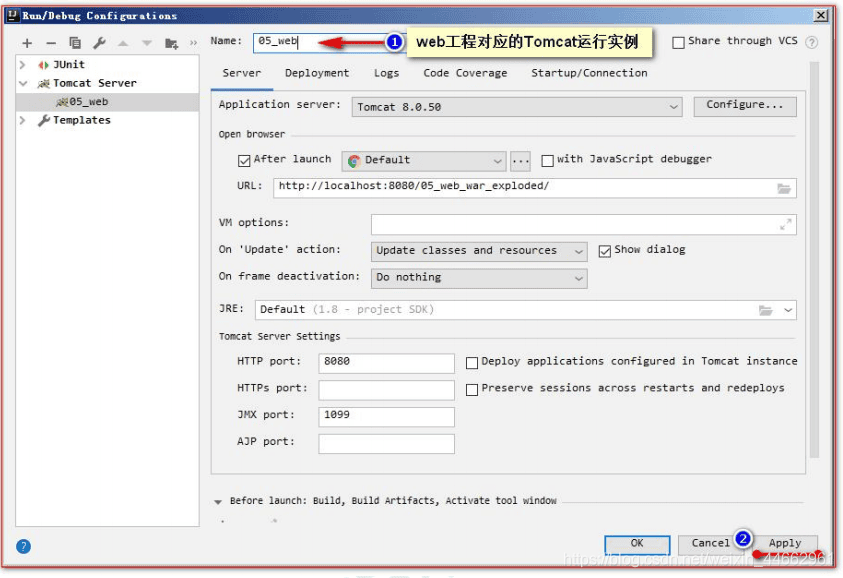 Run/Debug Configurations
Name: 05_web 1 web工程对应的Tomcat运行实例 Share through VCS ?
JUnit
Tomcat Server
05_web
Templates
Server Deployment Logs Code Coverage Startup/Connection
Application server: Tomcat 8.0.50 Configure...
Open browser
After launch Default ... with JavaScript debugger
URL: http://localhost:8080/05_web_war_exploded/
VM options:
On 'Update' action: Update classes and resources Show dialog
On frame deactivation: Do nothing
JRE: Default (1.8 - project SDK)
Tomcat Server Settings
HTTP port: 8080 Deploy applications configured in Tomcat instance
HTTPs port: Preserve sessions across restarts and redeploys
JMX port: 1099
AJP port:
Before launch: Build, Build Artifacts, Activate tool window
? OK Cancel 2 Apply
https://blog.csdn.net/weixin_44662961